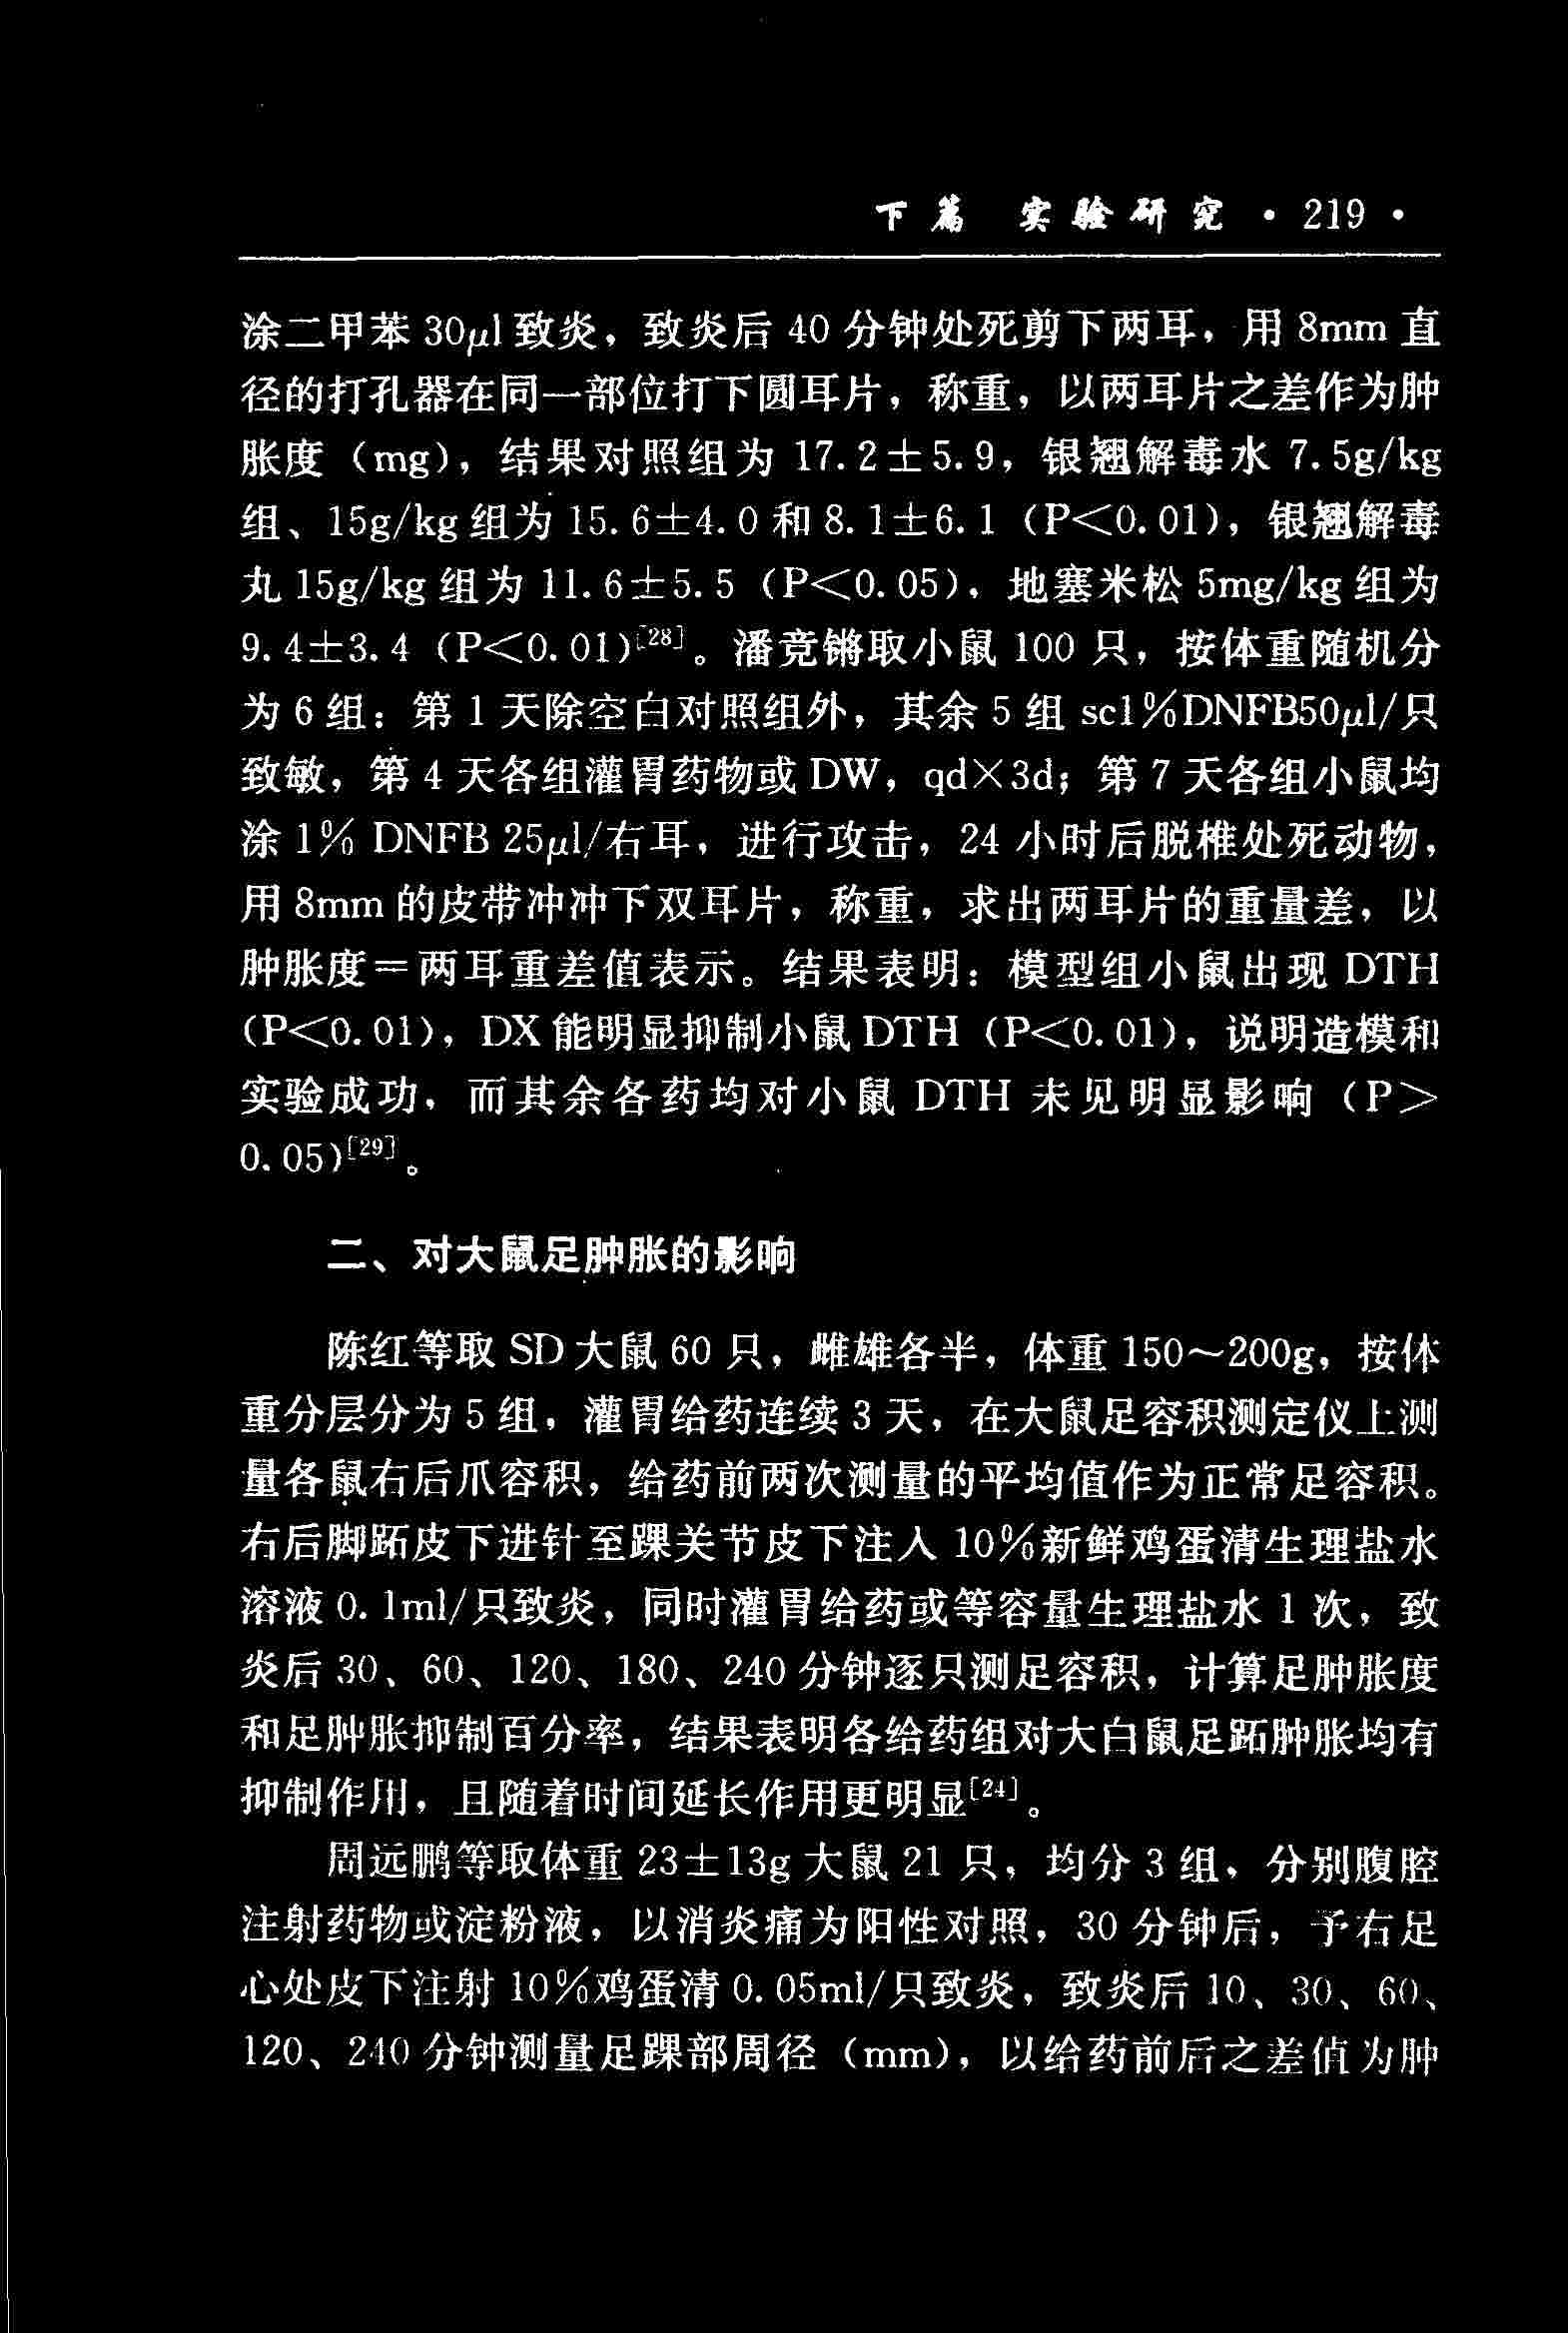 下篇 实验研究 · 219 ·
涂二甲苯 30μl 致炎，致炎后 40 分钟处死剪下两耳，用 8mm 直
径的打孔器在同一部位打下圆耳片，称重，以两耳片之差作为肿
胀度（mg），结果对照组为 17.2±5.9，银翘解毒水 7.5g/kg
组、15g/kg 组为 15.6±4.0 和 8.1±6.1（P<0.01），银翘解毒
丸 15g/kg 组为 11.6±5.5（P<0.05），地塞米松 5mg/kg 组为
9.4±3.4（P<0.01）[28]。潘竞锵取小鼠 100 只，按体重随机分
为 6 组：第 1 天除空白对照组外，其余 5 组 sc1%DNFB50μl/只
致敏，第 4 天各组灌胃药物或 DW，qd×3d；第 7 天各组小鼠均
涂 1% DNFB 25μl/右耳，进行攻击，24 小时后脱椎处死动物，
用 8mm 的皮带冲冲下双耳片，称重，求出两耳片的重量差，以
肿胀度＝两耳重差值表示。结果表明：模型组小鼠出现 DTH
（P<0.01），DX 能明显抑制小鼠 DTH（P<0.01），说明造模和
实验成功，而其余各药均对小鼠 DTH 未见明显影响（P>
0.05）[29]。
二、对大鼠足肿胀的影响
陈红等取 SD 大鼠 60 只，雌雄各半，体重 150～200g，按体
重分层分为 5 组，灌胃给药连续 3 天，在大鼠足容积测定仪上测
量各鼠右后爪容积，给药前两次测量的平均值作为正常足容积。
右后脚跖皮下进针至踝关节皮下注入 10%新鲜鸡蛋清生理盐水
溶液 0.1ml/只致炎，同时灌胃给药或等容量生理盐水 1 次，致
炎后 30、60、120、180、240 分钟逐只测足容积，计算足肿胀度
和足肿胀抑制百分率，结果表明各给药组对大白鼠足跖肿胀均有
抑制作用，且随着时间延长作用更明显[24]。
周远鹏等取体重 23±13g 大鼠 21 只，均分 3 组，分别腹腔
注射药物或淀粉液，以消炎痛为阳性对照，30 分钟后，于右足
心处皮下注射 10%鸡蛋清 0.05ml/只致炎，致炎后 10、30、60、
120、240 分钟测量足踝部周径（mm），以给药前后之差值为肿